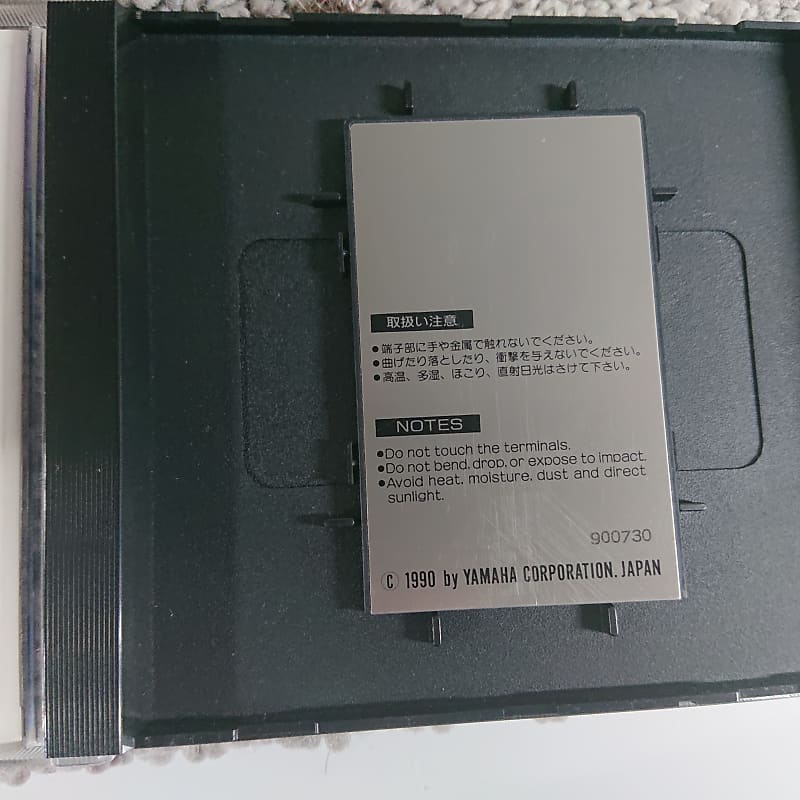 取扱い注意
●端子部に手や金属で触れないでください。
●曲げたり落としたり、衝撃を与えないでください。
●高温、多湿、ほこり、直射日光はさけて下さい。
NOTES
●Do not touch the terminals.
●Do not bend, drop, or expose to impact.
●Avoid heat, moisture, dust and direct
sunlight.
900730
© 1990 by YAMAHA CORPORATION. JAPAN